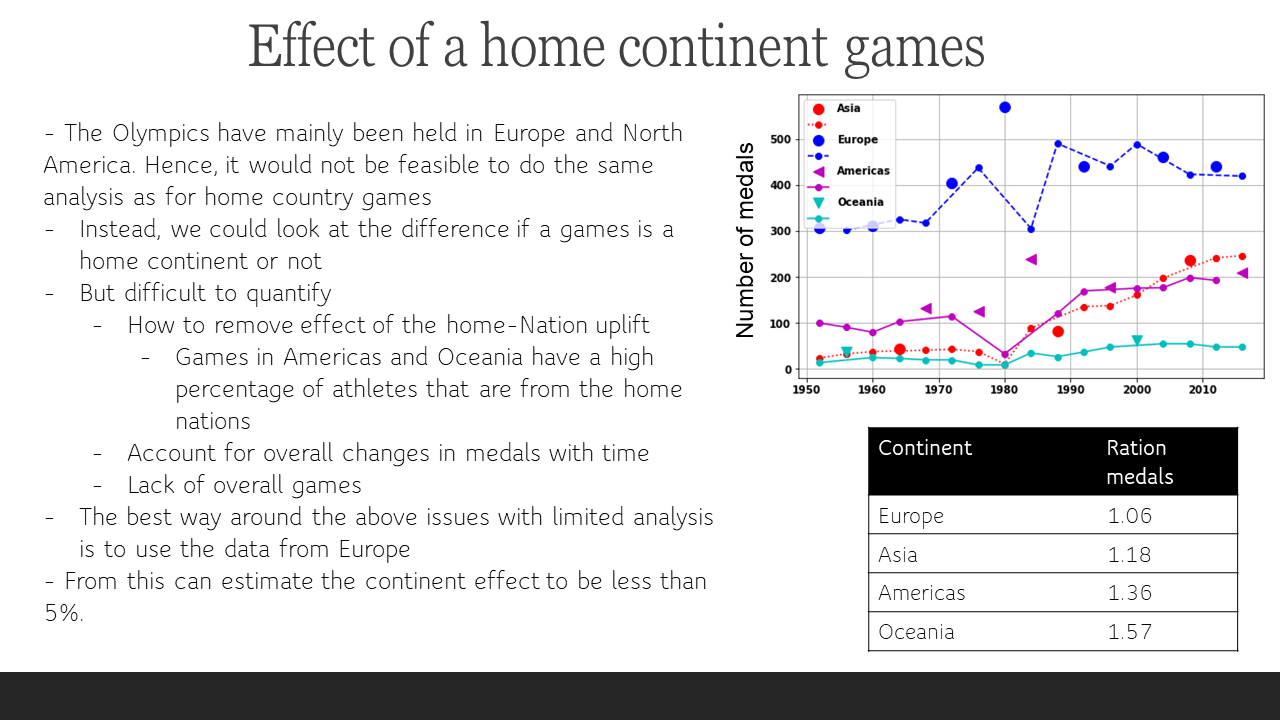 Effect of a home continent games
- The Olympics have mainly been held in Europe and North
America. Hence, it would not be feasible to do the same
analysis as for home country games
- Instead, we could look at the difference if a games is a
home continent or not
- But difficult to quantify
- How to remove effect of the home-Nation uplift
- Games in Americas and Oceania have a high
percentage of athletes that are from the home
nations
- Account for overall changes in medals with time
- Lack of overall games
- The best way around the above issues with limited analysis
is to use the data from Europe
- From this can estimate the continent effect to be less than
5%.
Number of medals
500
400
300
200
100
0
1950 1960 1970 1980 1990 2000 2010
Asia
Europe
Americas
Oceania
Continent Ration
medals
Europe 1.06
Asia 1.18
Americas 1.36
Oceania 1.57